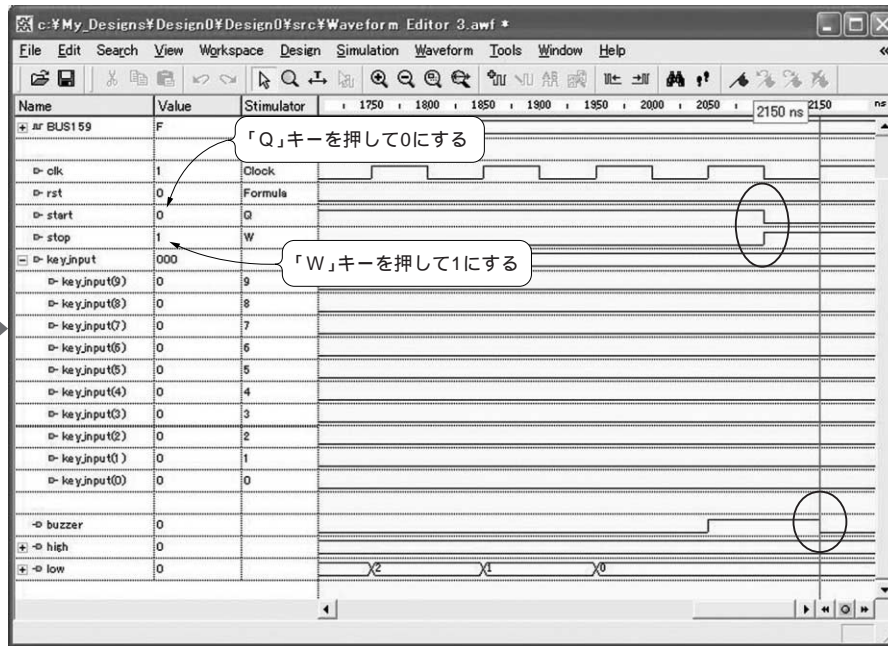 c:¥My_Designs¥Design0¥Design0¥src¥Waveform Editor 3.awf *
File Edit Search View Workspace Design Simulation Waveform Tools Window Help
Name Value Stimulator 1750 1800 1850 1900 1950 2000 2050 2150 ns 2150 ns
BUS159 F
「Q」キーを押して0にする
clk 1 Clock
rst 0 Formula
start 0 Q
stop 1 W
「W」キーを押して1にする
key_input 000
key_input(9) 0 9
key_input(8) 0 8
key_input(7) 0 7
key_input(6) 0 6
key_input(5) 0 5
key_input(4) 0 4
key_input(3) 0 3
key_input(2) 0 2
key_input(1) 0 1
key_input(0) 0 0
buzzer 0
high 0
low 0 2 1 0